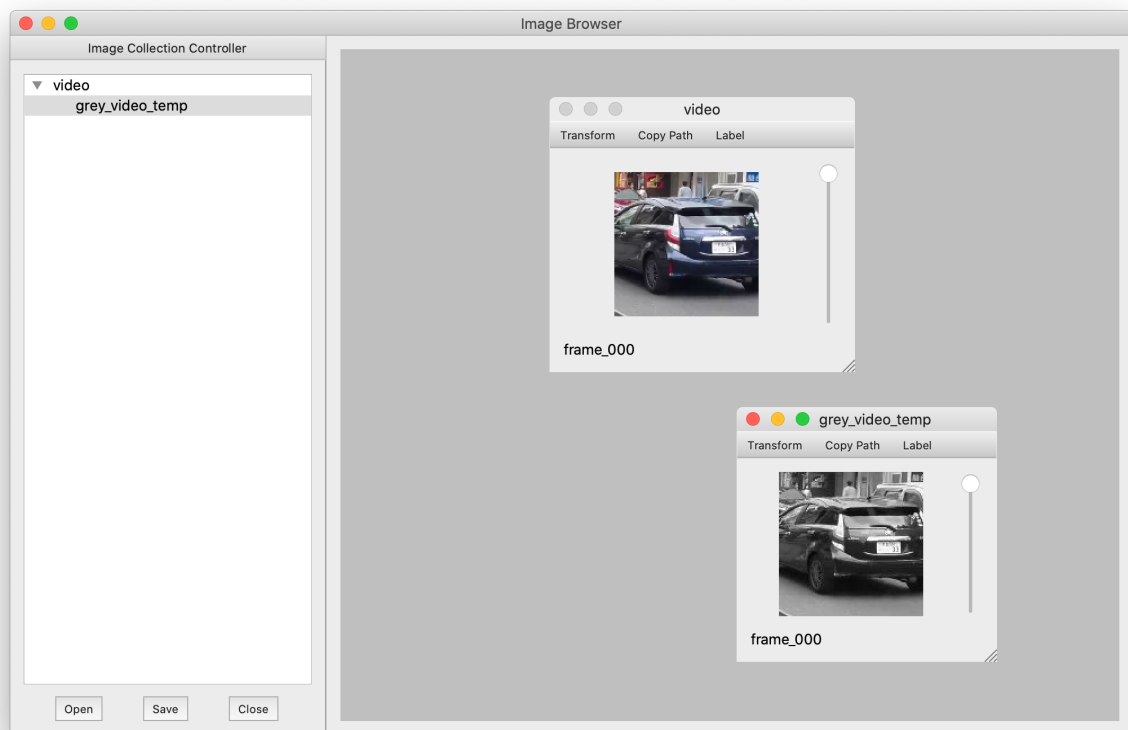 Image Browser
Image Collection Controller
video
grey_video_temp
Open Save Close
video
Transform Copy Path Label
frame_000
grey_video_temp
Transform Copy Path Label
frame_000